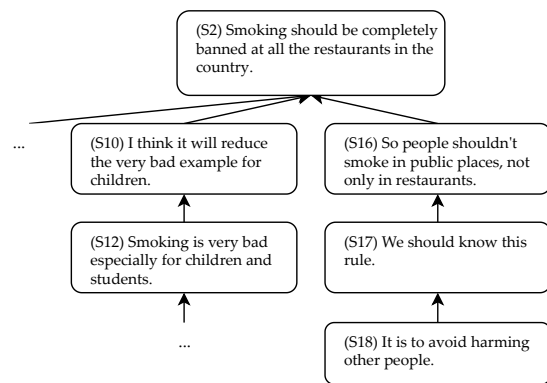 (S2) Smoking should be completely
banned at all the restaurants in the
country.
...
(S10) I think it will reduce
the very bad example for
children.
(S16) So people shouldn't
smoke in public places, not
only in restaurants.
(S12) Smoking is very bad
especially for children and
students.
(S17) We should know this
rule.
...
(S18) It is to avoid harming
other people.